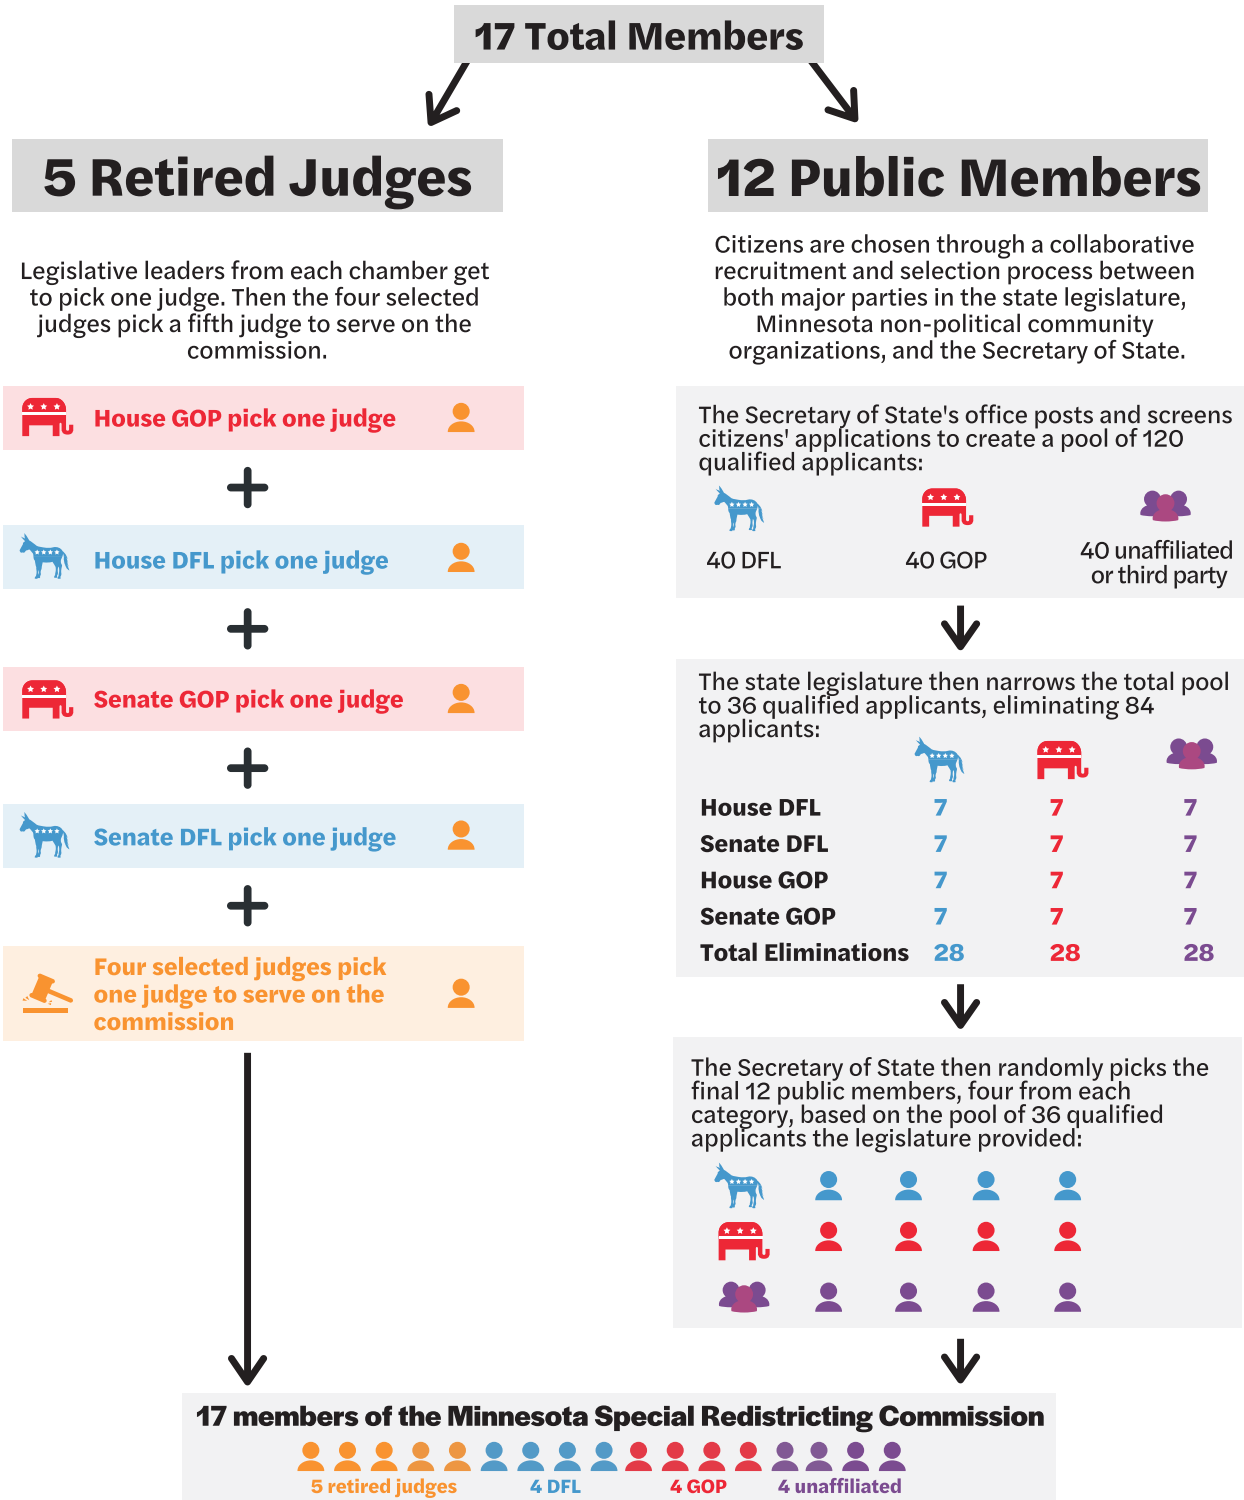 17 Total Members
5 Retired Judges
Legislative leaders from each chamber get
to pick one judge. Then the four selected
judges pick a fifth judge to serve on the
commission.
House GOP pick one judge
+
House DFL pick one judge
+
Senate GOP pick one judge
+
Senate DFL pick one judge
+
Four selected judges pick
one judge to serve on the
commission
12 Public Members
Citizens are chosen through a collaborative
recruitment and selection process between
both major parties in the state legislature,
Minnesota non-political community
organizations, and the Secretary of State.
The Secretary of State's office posts and screens
citizens' applications to create a pool of 120
qualified applicants:
40 DFL
40 GOP
40 unaffiliated
or third party
The state legislature then narrows the total pool
to 36 qualified applicants, eliminating 84
applicants:
House DFL 7 7 7
Senate DFL 7 7 7
House GOP 7 7 7
Senate GOP 7 7 7
Total Eliminations 28 28 28
The Secretary of State then randomly picks the
final 12 public members, four from each
category, based on the pool of 36 qualified
applicants the legislature provided:
17 members of the Minnesota Special Redistricting Commission
5 retired judges 4 DFL 4 GOP 4 unaffiliated